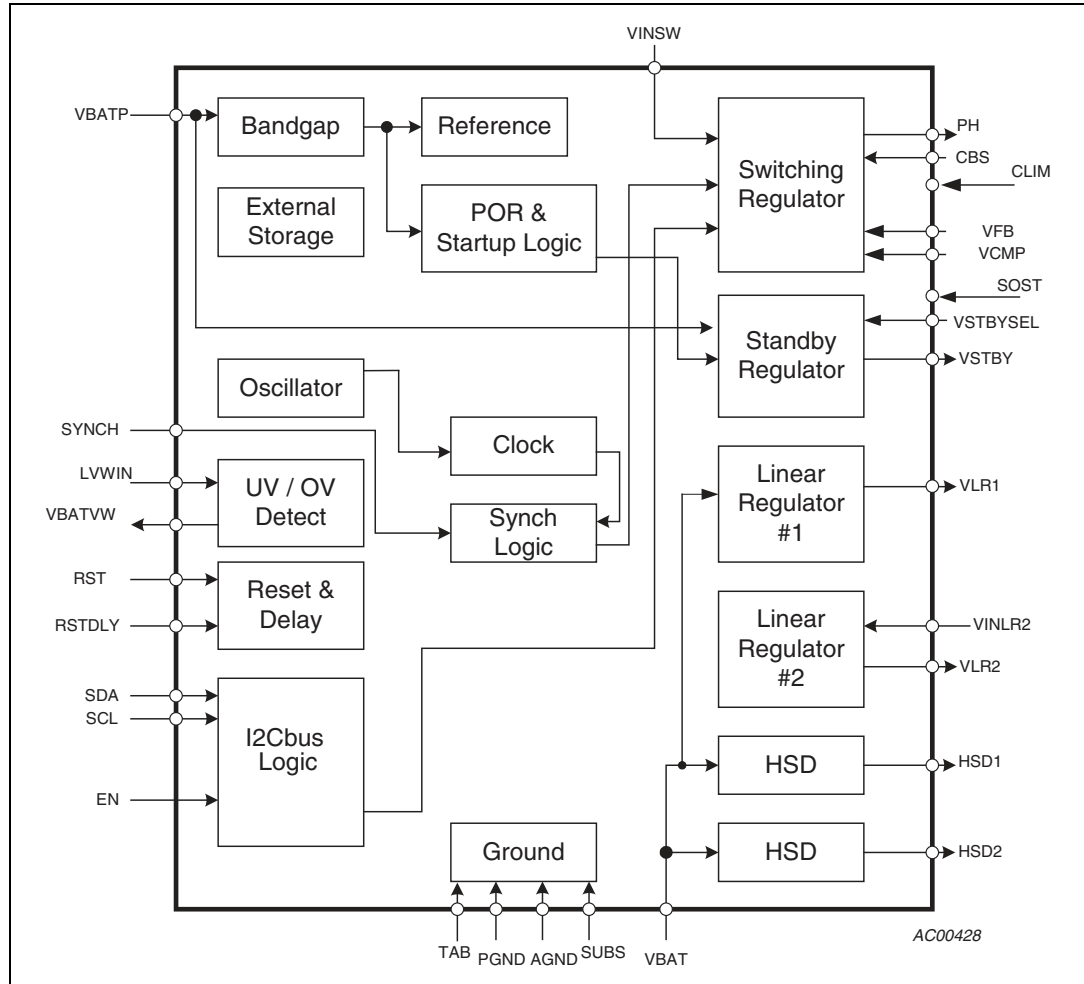 VINSW
VBATP
Bandgap
Reference
External
Storage
POR &
Startup Logic
Switching
Regulator
PH
CBS
CLIM
VFB
VCMP
SOST
VSTBYSEL
VSTBY
Standby
Regulator
Oscillator
SYNCH
Clock
LVWIN
VBATVW
UV / OV
Detect
Synch
Logic
Linear
Regulator
#1
VLR1
RST
RSTDLY
Reset &
Delay
Linear
Regulator
#2
VINLR2
VLR2
SDA
SCL
EN
I2Cbus
Logic
HSD
HSD1
HSD
HSD2
Ground
TAB
PGND
AGND
SUBS
VBAT
AC00428